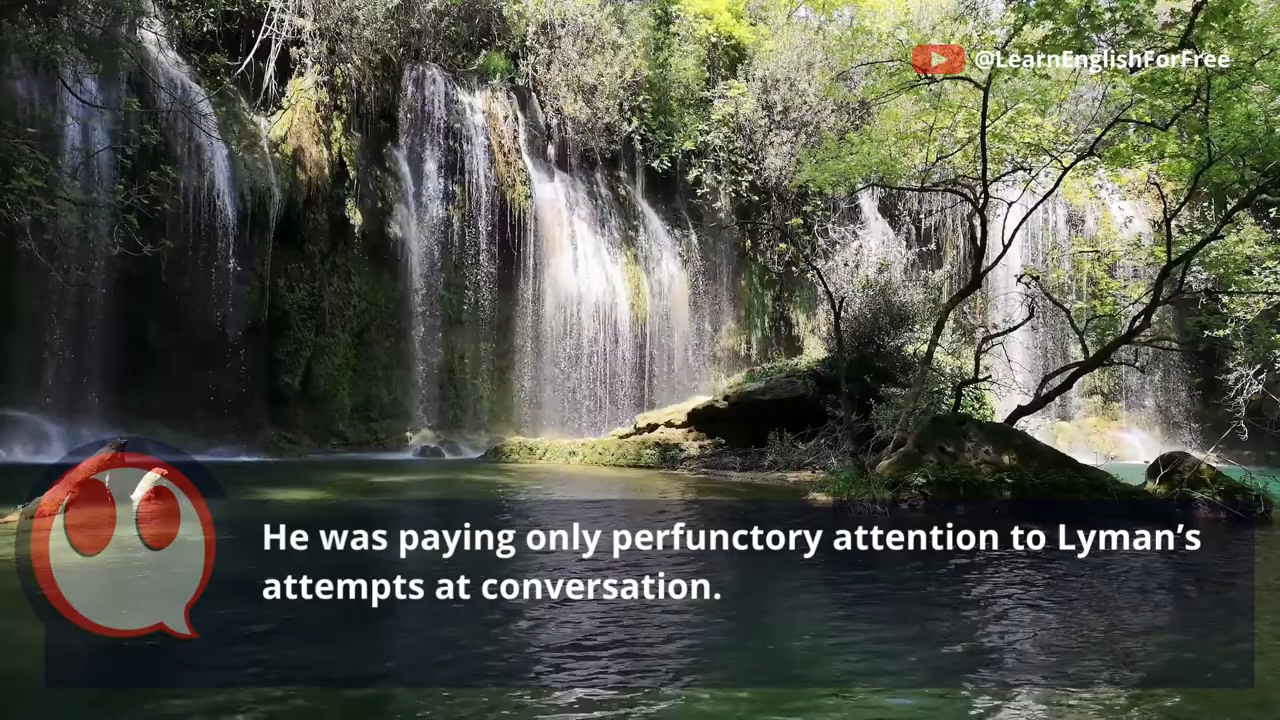 @LearnEnglishForFree
He was paying only perfunctory attention to Lyman’s
attempts at conversation.